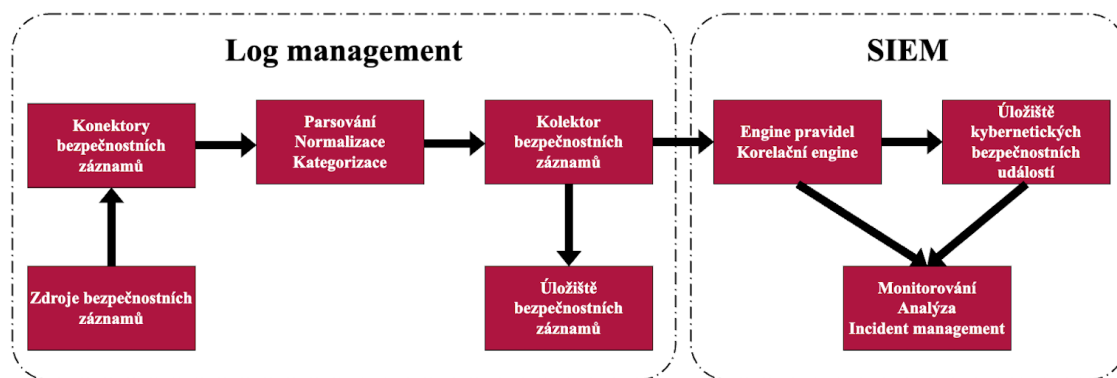 Log management
Konektory
bezpečnostních
záznamů
Parsování
Normalizace
Kategorizace
Kolektor
bezpečnostních
záznamů
Zdroje bezpečnostních
záznamů
Úložiště
bezpečnostních
záznamů
SIEM
Engine pravidel
Korelační engine
Úložiště
kybernetických
bezpečnostních
událostí
Monitorování
Analýza
Incident management